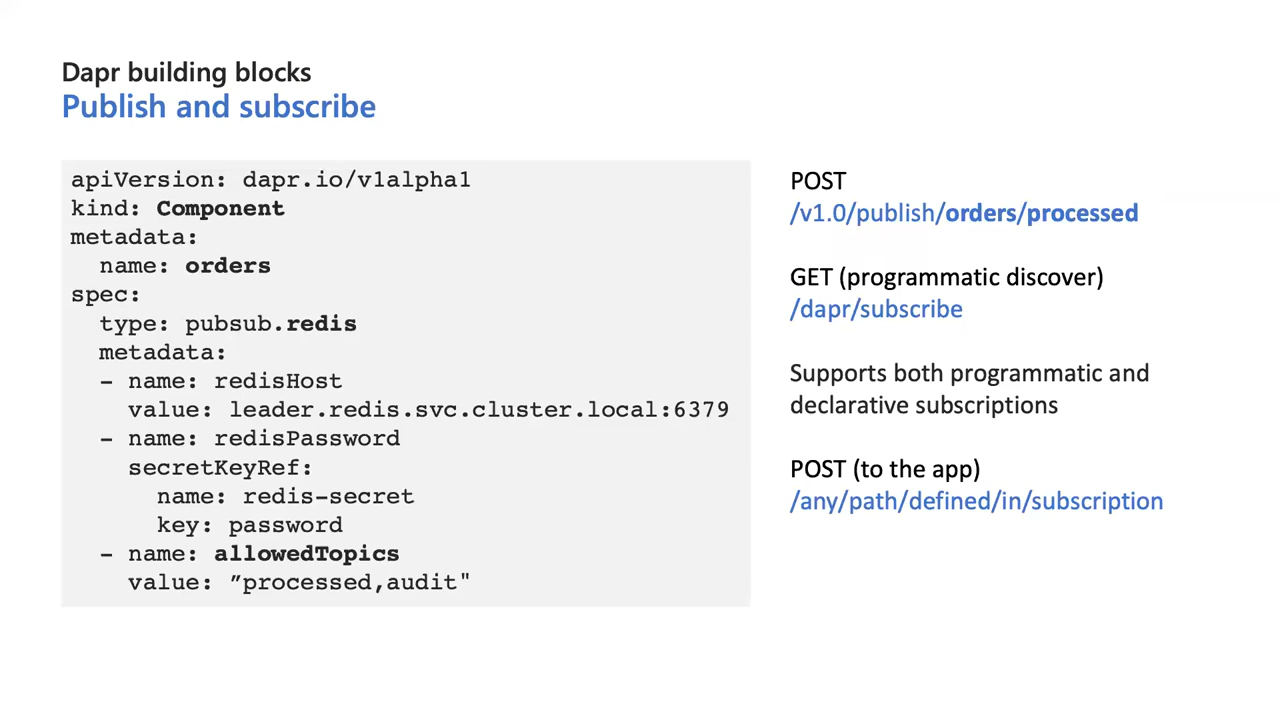 Dapr building blocks
Publish and subscribe
apiVersion: dapr.io/v1alpha1
kind: Component
metadata:
  name: orders
spec:
  type: pubsub.redis
  metadata:
  - name: redisHost
    value: leader.redis.svc.cluster.local:6379
  - name: redisPassword
    secretKeyRef:
      name: redis-secret
      key: password
  - name: allowedTopics
    value: ”processed,audit"
POST
/v1.0/publish/orders/processed
GET (programmatic discover)
/dapr/subscribe
Supports both programmatic and
declarative subscriptions
POST (to the app)
/any/path/defined/in/subscription